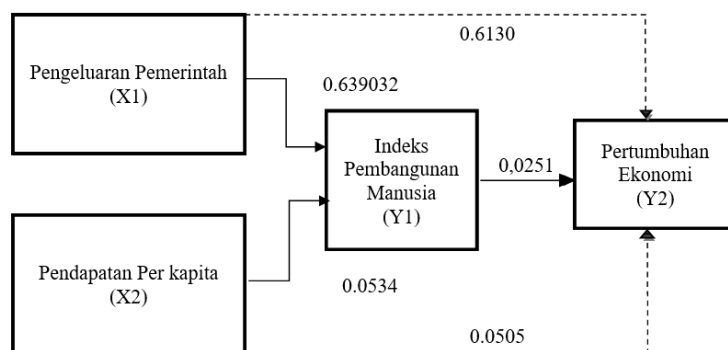 0.6130
Pengeluaran Pemerintah
(X1)
0.639032
Indeks
Pembangunan
Manusia
(Y1)
0,0251
Pertumbuhan
Ekonomi
(Y2)
Pendapatan Per kapita
(X2)
0.0534
0.0505